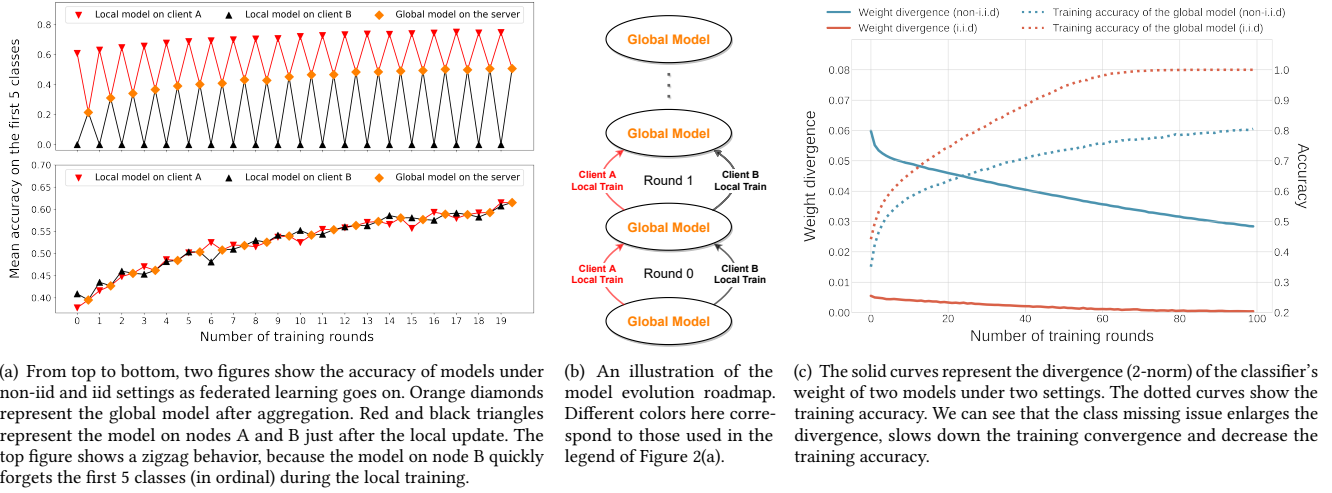 Local model on client A
Local model on client B
Global model on the server
0.8
0.6
0.4
0.2
0.0
Local model on client A
Local model on client B
Global model on the server
0.70
0.65
0.60
0.55
0.50
0.45
0.40
Mean accuracy on the first 5 classes
0 1 2 3 4 5 6 7 8 9 10 11 12 13 14 15 16 17 18 19
Number of training rounds
Global Model
Global Model
Client A
Local Train
Round 1
Client B
Local Train
Global Model
Client A
Local Train
Round 0
Client B
Local Train
Global Model
Weight divergence (non-i.i.d)
Weight divergence (i.i.d)
Training accuracy of the global model (non-i.i.d)
Training accuracy of the global model (i.i.d)
0.08
0.07
0.06
0.05
0.04
0.03
0.02
0.01
0.00
Weight divergence
1.0
0.9
0.8
0.7
0.6
0.5
0.4
0.3
0.2
Accuracy
0 20 40 60 80 100
Number of training rounds
(a) From top to bottom, two figures show the accuracy of models under
non-iid and iid settings as federated learning goes on. Orange diamonds
represent the global model after aggregation. Red and black triangles
represent the model on nodes A and B just after the local update. The
top figure shows a zigzag behavior, because the model on node B quickly
forgets the first 5 classes (in ordinal) during the local training.
(b) An illustration of the
model evolution roadmap.
Different colors here corre-
spond to those used in the
legend of Figure 2(a).
(c) The solid curves represent the divergence (2-norm) of the classifier's
weight of two models under two settings. The dotted curves show the
training accuracy. We can see that the class missing issue enlarges the
divergence, slows down the training convergence and decrease the
training accuracy.